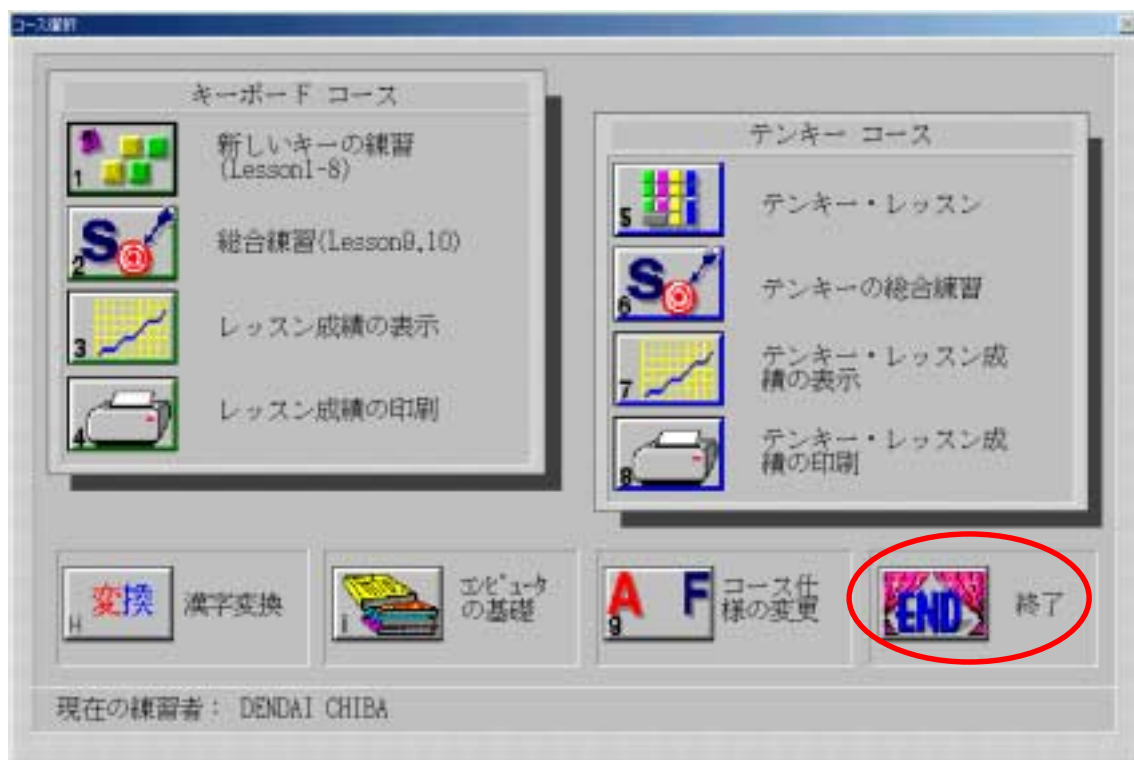 コース選択
キーボード コース
1
新しいキーの練習
(Lesson1-8)
2
総合練習(Lesson9,10)
3
レッスン成績の表示
4
レッスン成績の印刷
テンキー コース
5
テンキー・レッスン
6
テンキーの総合練習
7
テンキー・レッスン成
績の表示
8
テンキー・レッスン成
績の印刷
変換
H
漢字変換
I
コンピュータ
の基礎
A F
9
コース仕
様の変更
END
終了
現在の練習者： DENDAI CHIBA